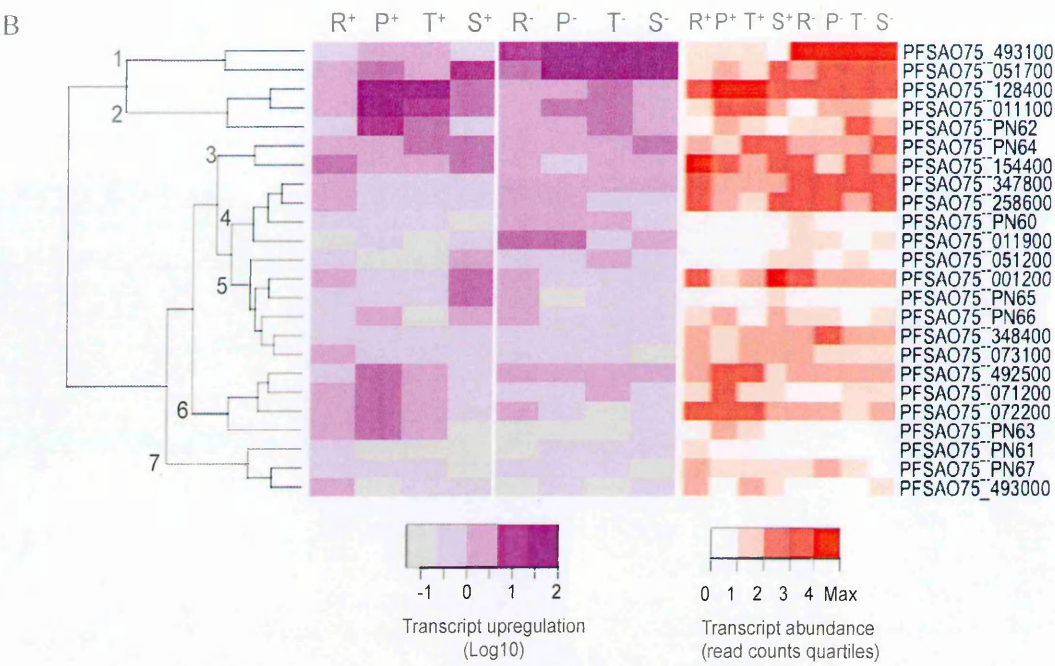 B
R⁺ P⁺ T⁺ S⁺ R⁻ P⁻ T⁻ S⁻ R⁺ P⁺ T⁺ S⁺ R⁻ P⁻ T⁻ S⁻
1
2
3
4
5
6
7
PFSAO75_493100
PFSAO75_051700
PFSAO75_128400
PFSAO75_011100
PFSAO75_PN62
PFSAO75_PN64
PFSAO75_154400
PFSAO75_347800
PFSAO75_258600
PFSAO75_PN60
PFSAO75_011900
PFSAO75_051200
PFSAO75_001200
PFSAO75_PN65
PFSAO75_PN66
PFSAO75_348400
PFSAO75_073100
PFSAO75_492500
PFSAO75_071200
PFSAO75_072200
PFSAO75_PN63
PFSAO75_PN61
PFSAO75_PN67
PFSAO75_493000
-1 0 1 2
Transcript upregulation
(Log10)
0 1 2 3 4 Max
Transcript abundance
(read counts quartiles)